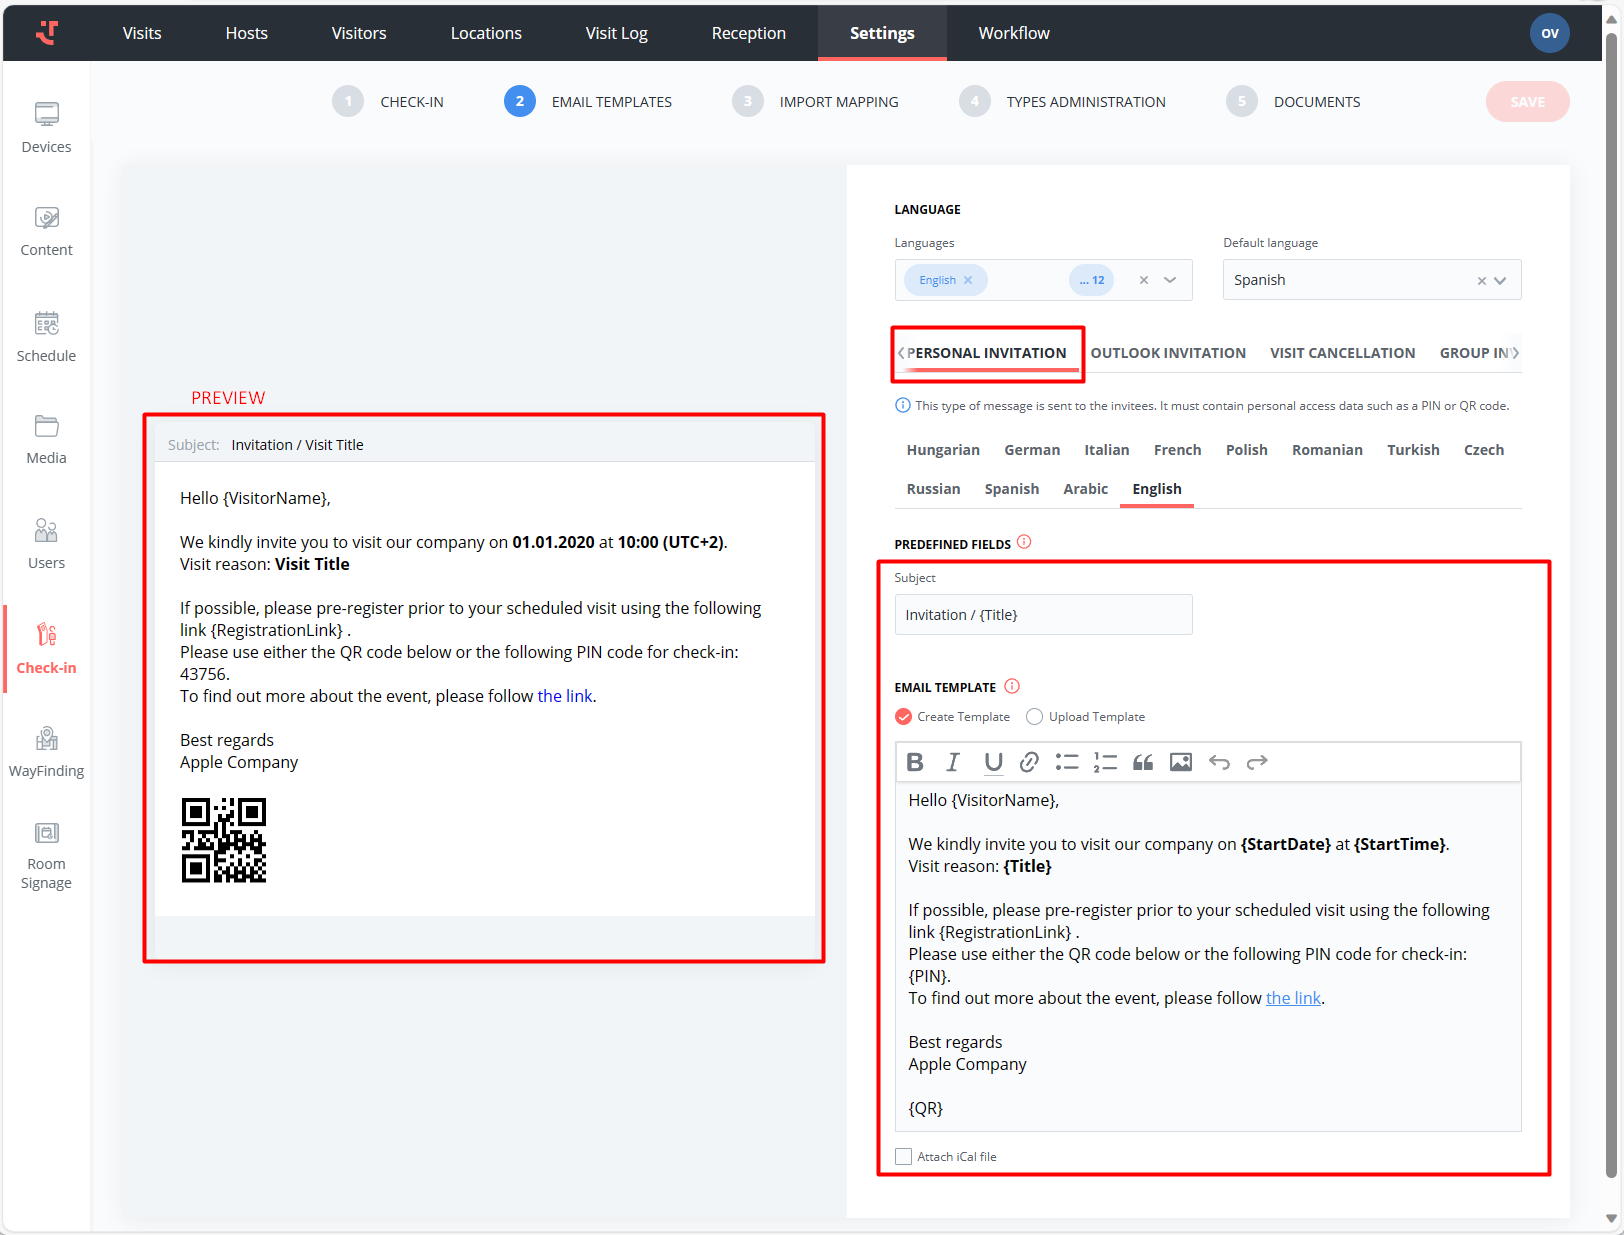 Visits
Hosts
Visitors
Locations
Visit Log
Reception
Settings
Workflow
OV
1 CHECK-IN
2 EMAIL TEMPLATES
3 IMPORT MAPPING
4 TYPES ADMINISTRATION
5 DOCUMENTS
SAVE
Devices
Content
Schedule
Media
Users
Check-in
WayFinding
Room
Signage
PREVIEW
Subject: Invitation / Visit Title
Hello {VisitorName},
We kindly invite you to visit our company on 01.01.2020 at 10:00 (UTC+2).
Visit reason: Visit Title
If possible, please pre-register prior to your scheduled visit using the following
link {RegistrationLink} .
Please use either the QR code below or the following PIN code for check-in:
43756.
To find out more about the event, please follow the link.
Best regards
Apple Company
LANGUAGE
Languages
Default language
English
... 12
Spanish
PERSONAL INVITATION
OUTLOOK INVITATION
VISIT CANCELLATION
GROUP INV
This type of message is sent to the invitees. It must contain personal access data such as a PIN or QR code.
Hungarian German Italian French Polish Romanian Turkish Czech
Russian Spanish Arabic English
PREDEFINED FIELDS
Subject
Invitation / {Title}
EMAIL TEMPLATE
Create Template
Upload Template
Hello {VisitorName},
We kindly invite you to visit our company on {StartDate} at {StartTime}.
Visit reason: {Title}
If possible, please pre-register prior to your scheduled visit using the following
link {RegistrationLink} .
Please use either the QR code below or the following PIN code for check-in:
{PIN}.
To find out more about the event, please follow the link.
Best regards
Apple Company
{QR}
Attach iCal file